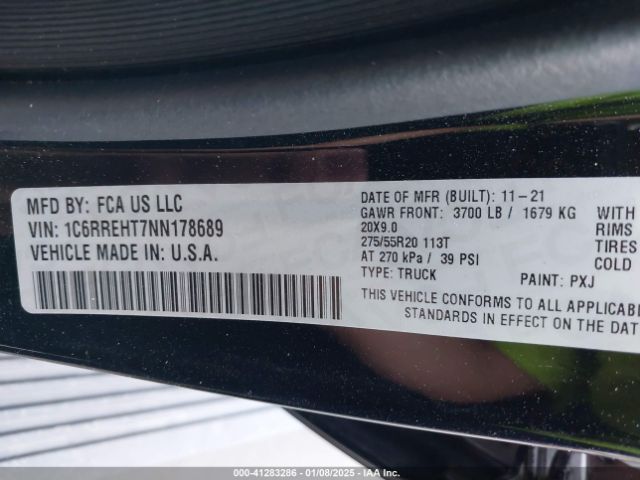 MFD BY: FCA US LLC
VIN: 1C6RREHT7NN178689
VEHICLE MADE IN: U.S.A.
DATE OF MFR (BUILT): 11-21
GAWR FRONT: 3700 LB / 1679 KG WITH
20X9.0 RIMS
275/55R20 113T TIRES
AT 270 kPa / 39 PSI COLD
TYPE: TRUCK PAINT: PXJ
THIS VEHICLE CONFORMS TO ALL APPLICABL
STANDARDS IN EFFECT ON THE DAT
000-41283286 - 01/08/2025 - IAA Inc.